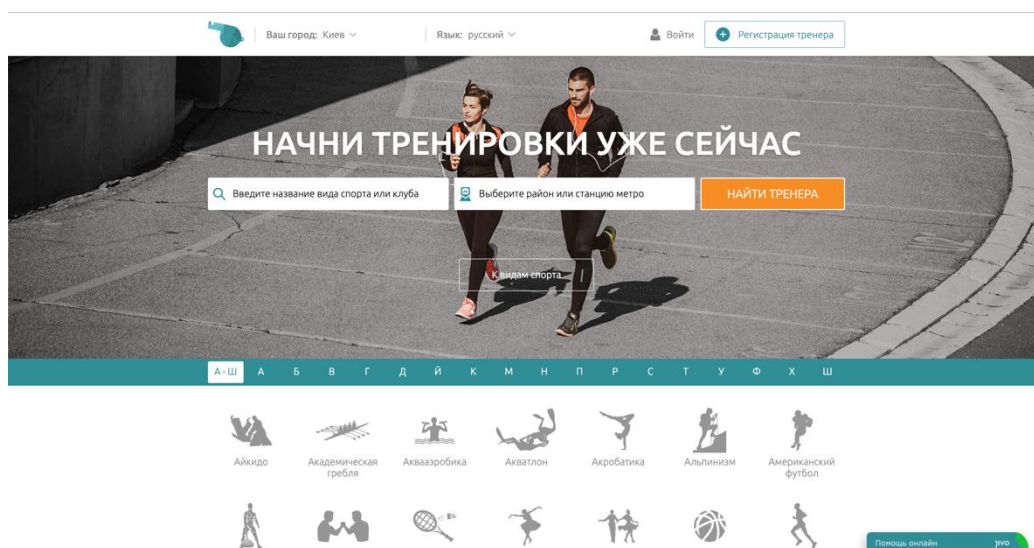 Ваш город: Киев
Язык: русский
Войти
Регистрация тренера
НАЧНИ ТРЕНИРОВКИ УЖЕ СЕЙЧАС
Введите название вида спорта или клуба
Выберите район или станцию метро
НАЙТИ ТРЕНЕРА
К видам спорта
А-Ш А Б В Г Д Й К М Н П Р С Т У Ф Х Ш
Айкидо
Академическая
гребля
Аквааэробика
Акватлон
Акробатика
Альпинизм
Американский
футбол
Помощь онлайн
jivo